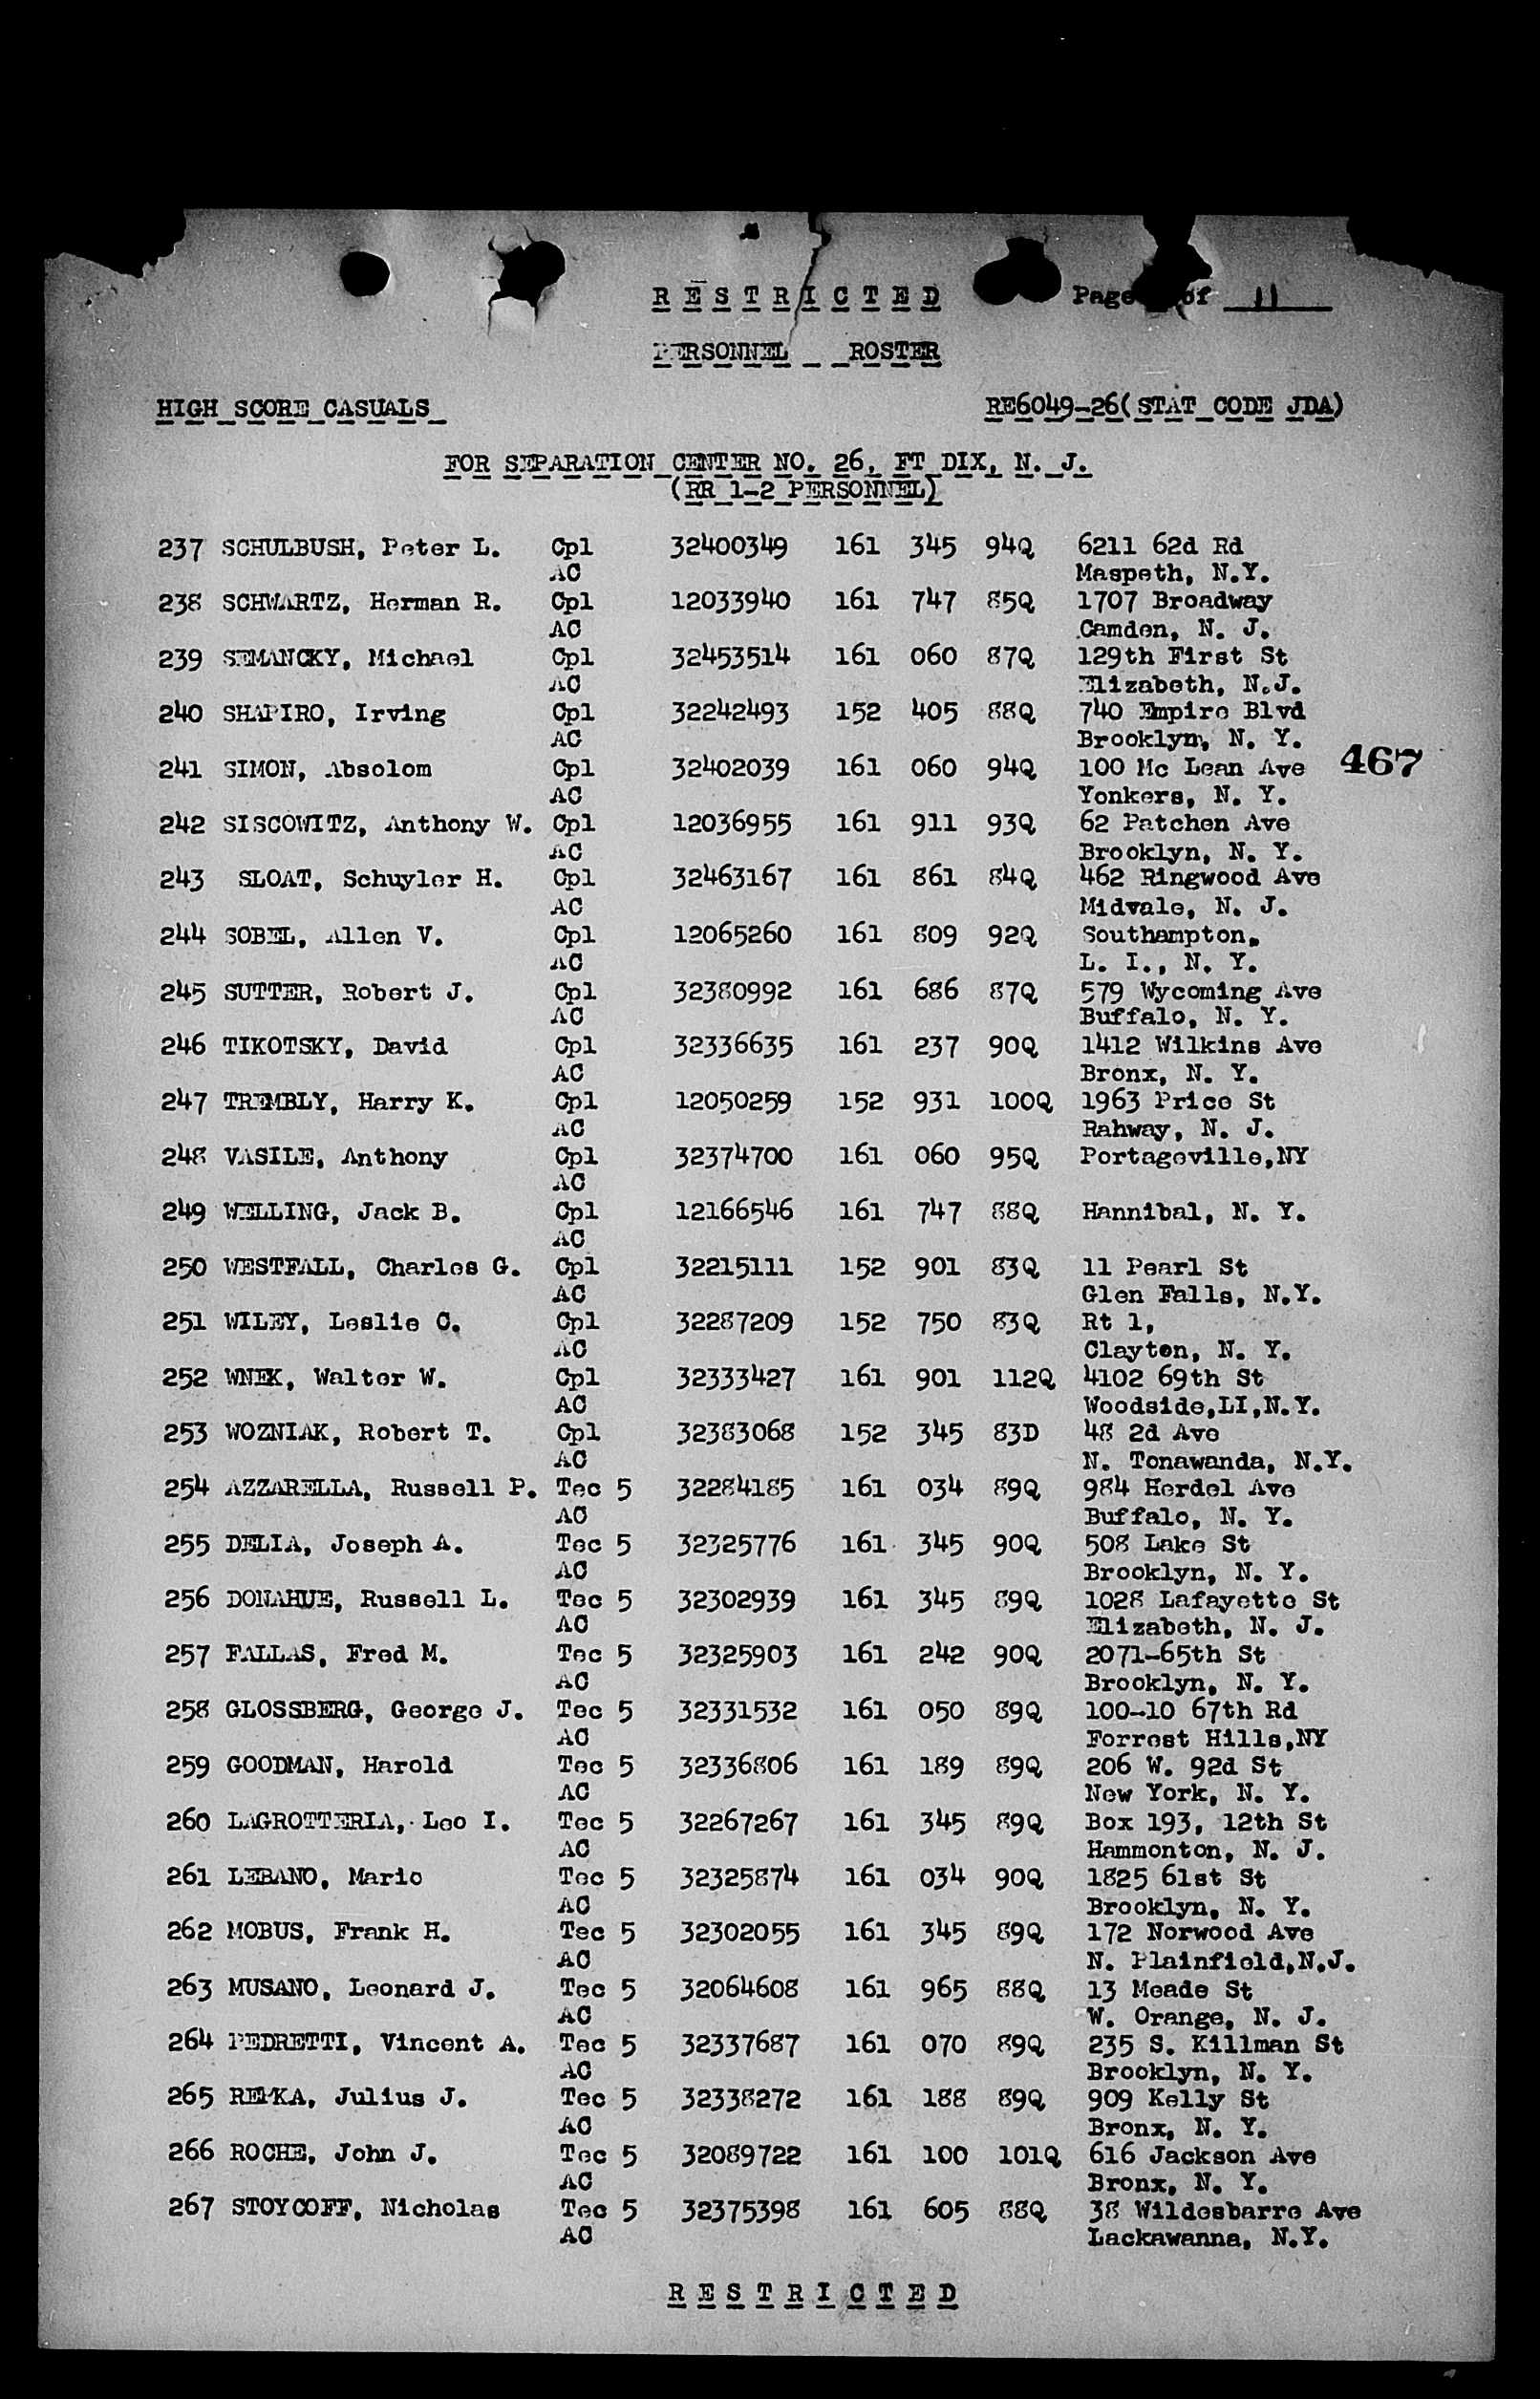 RESTRICTED Page of 11
PERSONNEL ROSTER
HIGH SCORE CASUALS RE6049-26(STAT CODE JDA)
FOR SEPARATION CENTER NO. 26, FT DIX, N. J.
(RR 1-2 PERSONNEL)
237 SCHULBUSH, Peter L. Cpl 32400349 161 345 94Q 6211 62d Rd
AC Maspeth, N.Y.
238 SCHWARTZ, Herman R. Cpl 12033940 161 747 85Q 1707 Broadway
AC Camden, N. J.
239 SEMANCKY, Michael Cpl 32453514 161 060 87Q 129th First St
AC Elizabeth, N.J.
240 SHAPIRO, Irving Cpl 32242493 152 405 88Q 740 Empire Blvd
AC Brooklyn, N. Y.
241 SIMON, Absolom Cpl 32402039 161 060 94Q 100 Mc Lean Ave 467
AC Yonkers, N. Y.
242 SISCOWITZ, Anthony W. Cpl 12036955 161 911 93Q 62 Patchen Ave
AC Brooklyn, N. Y.
243 SLOAT, Schuyler H. Cpl 32463167 161 861 84Q 462 Ringwood Ave
AC Midvale, N. J.
244 SOBEL, Allen V. Cpl 12065260 161 809 92Q Southampton,
AC L. I., N. Y.
245 SUTTER, Robert J. Cpl 32380992 161 686 87Q 579 Wycoming Ave
AC Buffalo, N. Y.
246 TIKOTSKY, David Cpl 32336635 161 237 90Q 1412 Wilkins Ave
AC Bronx, N. Y.
247 TREMBLY, Harry K. Cpl 12050259 152 931 100Q 1963 Price St
AC Rahway, N. J.
248 VASILE, Anthony Cpl 32374700 161 060 95Q Portageville,NY
AC
249 WELLING, Jack B. Cpl 12166546 161 747 88Q Hannibal, N. Y.
AC
250 WESTFALL, Charles G. Cpl 32215111 152 901 83Q 11 Pearl St
AC Glen Falls, N.Y.
251 WILEY, Leslie C. Cpl 32287209 152 750 83Q Rt 1,
AC Clayton, N. Y.
252 WNEK, Walter W. Cpl 32333427 161 901 112Q 4102 69th St
AC Woodside,LI,N.Y.
253 WOZNIAK, Robert T. Cpl 32383068 152 345 83D 48 2d Ave
AC N. Tonawanda, N.Y.
254 AZZARELLA, Russell P. Tec 5 32284185 161 034 89Q 984 Herdel Ave
AC Buffalo, N. Y.
255 DELIA, Joseph A. Tec 5 32325776 161 345 90Q 508 Lake St
AC Brooklyn, N. Y.
256 DONAHUE, Russell L. Tec 5 32302939 161 345 89Q 1028 Lafayette St
AC Elizabeth, N. J.
257 FALLAS, Fred M. Tec 5 32325903 161 242 90Q 2071-65th St
AC Brooklyn, N. Y.
258 GLOSSBERG, George J. Tec 5 32331532 161 050 89Q 100-10 67th Rd
AC Forrest Hills,NY
259 GOODMAN, Harold Tec 5 32336806 161 189 89Q 206 W. 92d St
AC New York, N. Y.
260 LAGROTTERIA, Leo I. Tec 5 32267267 161 345 89Q Box 193, 12th St
AC Hammonton, N. J.
261 LEBANO, Mario Tec 5 32325874 161 034 90Q 1825 61st St
AC Brooklyn, N. Y.
262 MOBUS, Frank H. Tec 5 32302055 161 345 89Q 172 Norwood Ave
AC N. Plainfield,N.J.
263 MUSANO, Leonard J. Tec 5 32064608 161 965 88Q 13 Meade St
AC W. Orange, N. J.
264 PEDRETTI, Vincent A. Tec 5 32337687 161 070 89Q 235 S. Killman St
AC Brooklyn, N. Y.
265 REPKA, Julius J. Tec 5 32338272 161 188 89Q 909 Kelly St
AC Bronx, N. Y.
266 ROCHE, John J. Tec 5 32089722 161 100 101Q 616 Jackson Ave
AC Bronx, N. Y.
267 STOYCOFF, Nicholas Tec 5 32375398 161 605 88Q 38 Wildesbarre Ave
AC Lackawanna, N.Y.
RESTRICTED